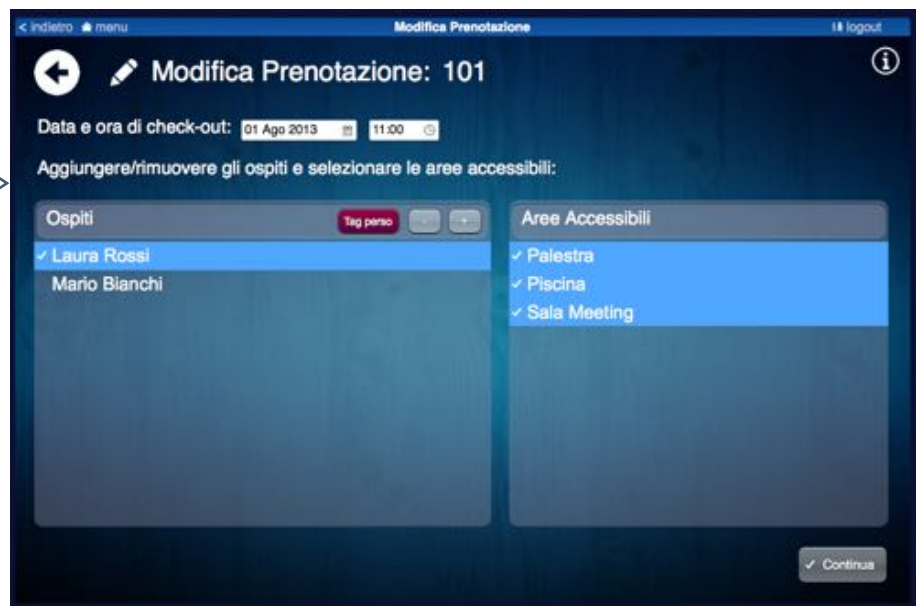 < indietro menu Modifica Prenotazione logout
Modifica Prenotazione: 101
Data e ora di check-out: 01 Ago 2013 11:00
Aggiungere/rimuovere gli ospiti e selezionare le aree accessibili:
Ospiti Tag perso - + Aree Accessibili
✓ Laura Rossi ✓ Palestra
Mario Bianchi ✓ Piscina
✓ Sala Meeting
✓ Continua